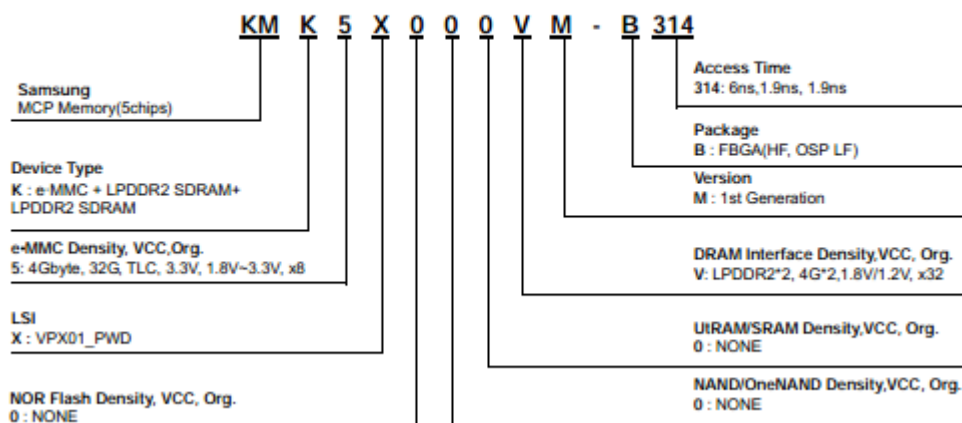 KM K 5 X 0 0 0 V M - B 314
Samsung
MCP Memory(5chips)
Device Type
K : e-MMC + LPDDR2 SDRAM+
LPDDR2 SDRAM
e•MMC Density, VCC,Org.
5: 4Gbyte, 32G, TLC, 3.3V, 1.8V~3.3V, x8
LSI
X : VPX01_PWD
NOR Flash Density, VCC, Org.
0 : NONE
Access Time
314: 6ns,1.9ns, 1.9ns
Package
B : FBGA(HF, OSP LF)
Version
M : 1st Generation
DRAM Interface Density,VCC, Org.
V: LPDDR2*2, 4G*2,1.8V/1.2V, x32
UtRAM/SRAM Density,VCC, Org.
0 : NONE
NAND/OneNAND Density,VCC, Org.
0 : NONE